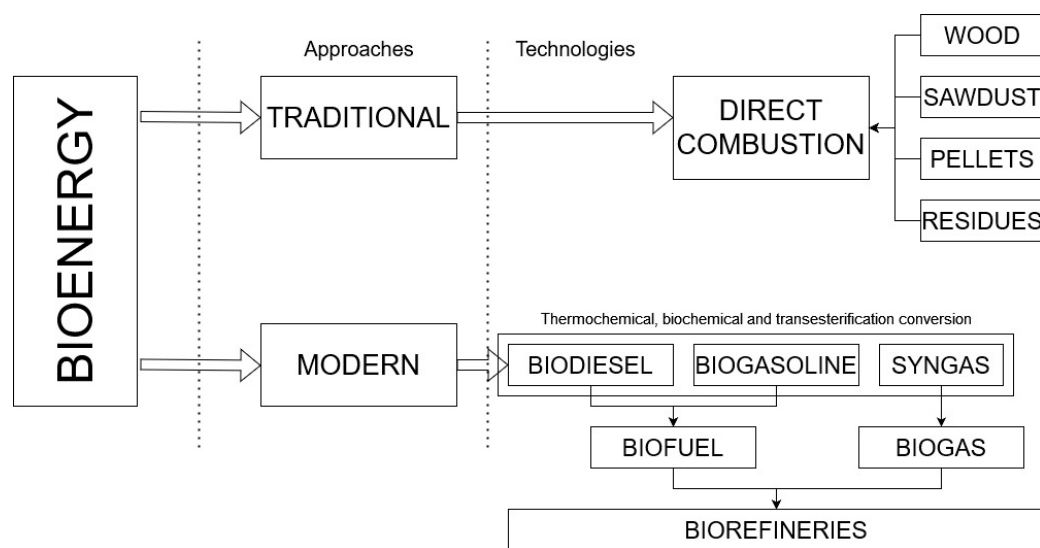 BIOENERGY
Approaches
Technologies
TRADITIONAL
DIRECT
COMBUSTION
WOOD
SAWDUST
PELLETS
RESIDUES
MODERN
Thermochemical, biochemical and transesterification conversion
BIODIESEL
BIOGASOLINE
SYNGAS
BIOFUEL
BIOGAS
BIOREFINERIES